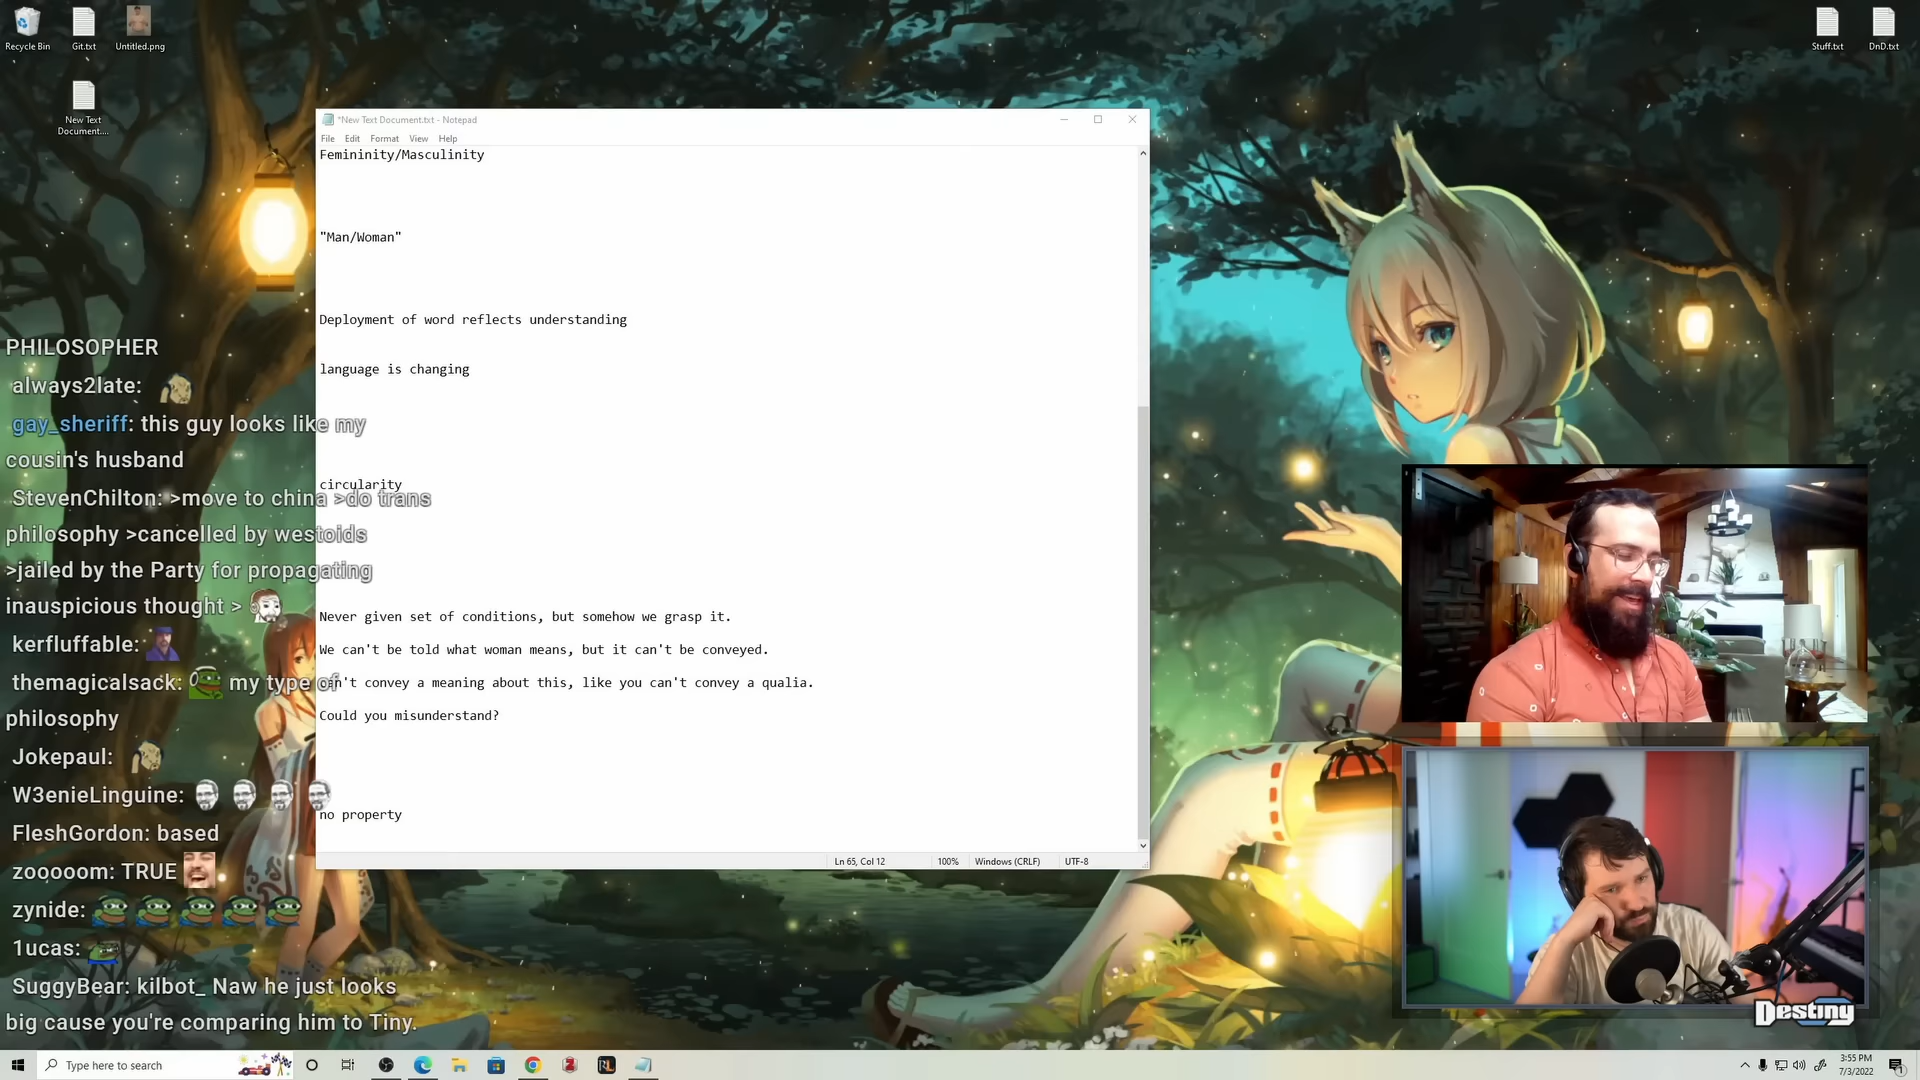 Recycle Bin
Git.txt
Untitled.png
New Text
Document....
Stuff.txt
DnD.txt
*New Text Document.txt - Notepad
File Edit Format View Help
Femininity/Masculinity
"Man/Woman"
Deployment of word reflects understanding
language is changing
circularity
Never given set of conditions, but somehow we grasp it.
We can't be told what woman means, but it can't be conveyed.
can't convey a meaning about this, like you can't convey a qualia.
Could you misunderstand?
no property
Ln 65, Col 12
100%
Windows (CRLF)
UTF-8
PHILOSOPHER
always2late:
gay_sheriff: this guy looks like my
cousin's husband
StevenChilton: >move to china >do trans
philosophy >cancelled by westoids
>jailed by the Party for propagating
inauspicious thought >
kerfluffable:
themagicalsack: my type of
philosophy
Jokepaul:
W3enieLinguine:
FleshGordon: based
zooooom: TRUE
zynide:
1ucas:
SuggyBear: kilbot_ Naw he just looks
big cause you're comparing him to Tiny.
Destiny
Type here to search
3:55 PM
7/3/2022